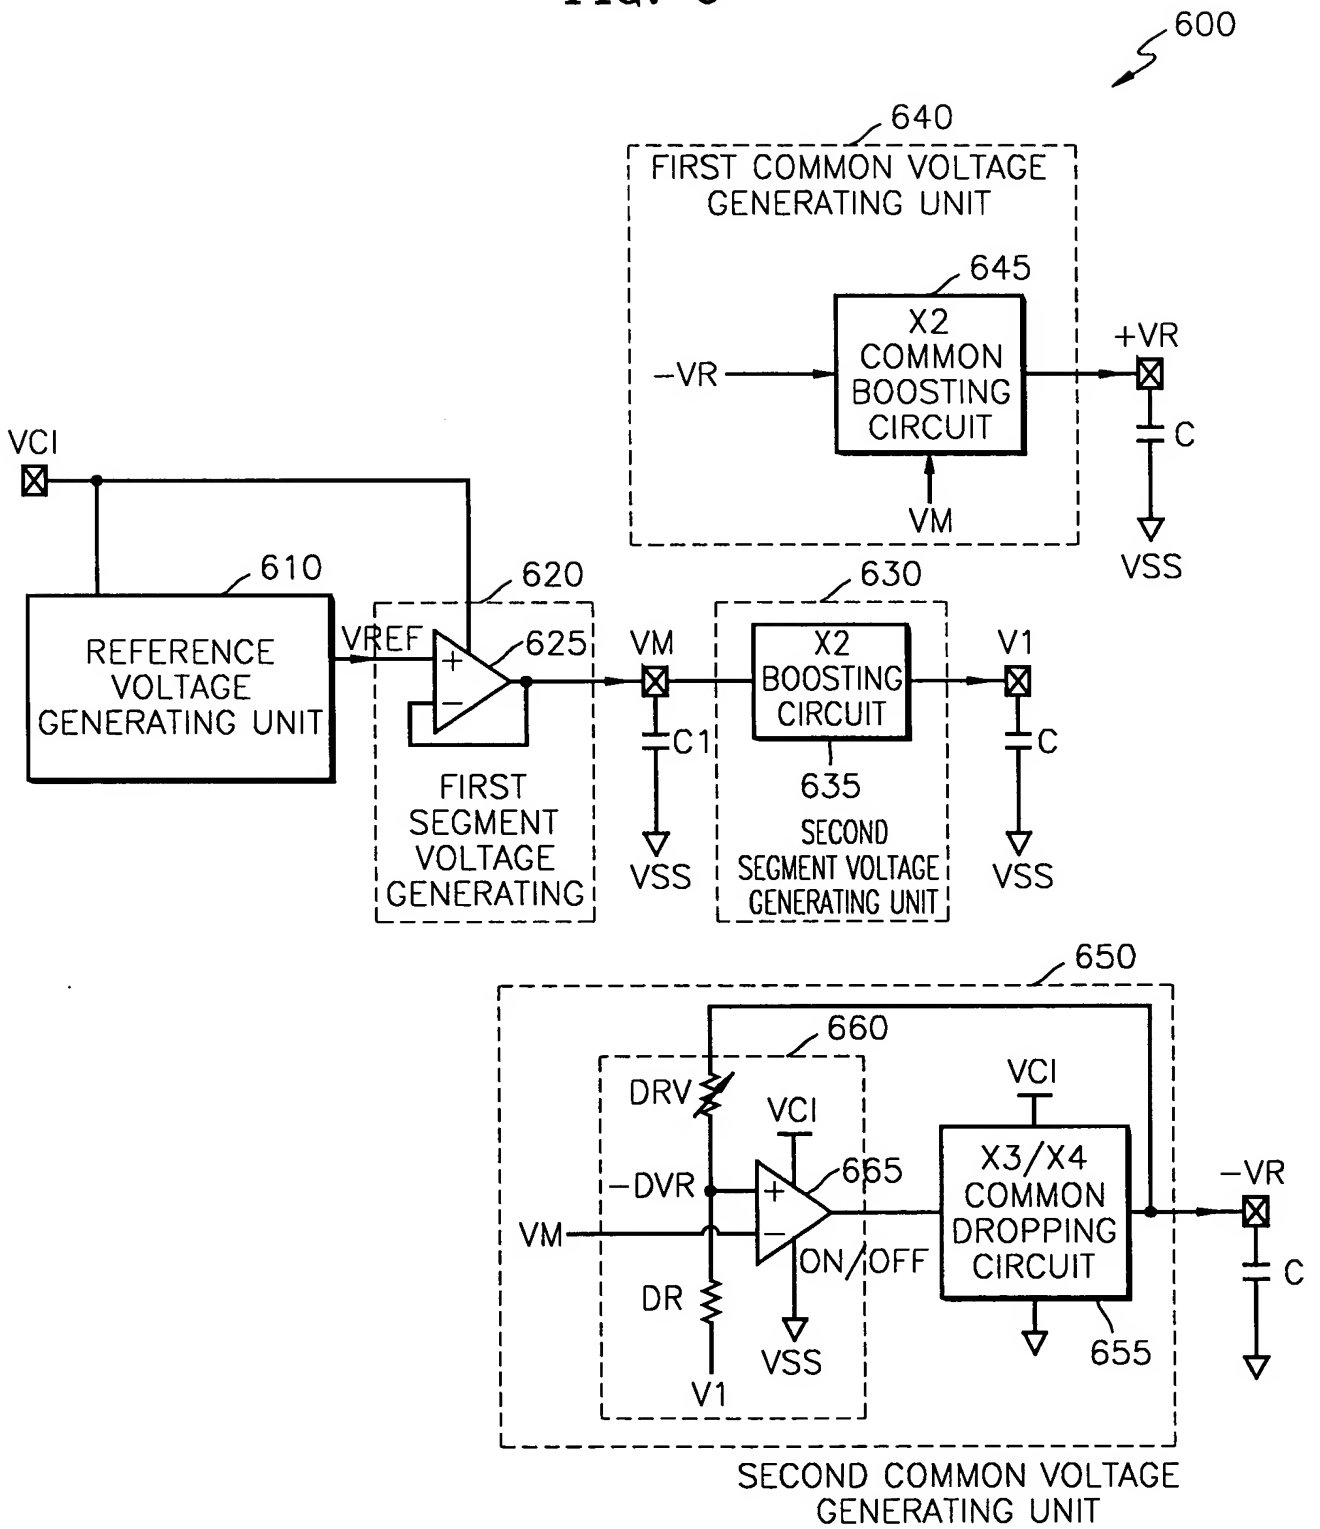 600
640
FIRST COMMON VOLTAGE
GENERATING UNIT
645
X2
COMMON
BOOSTING
CIRCUIT
-VR
+VR
C
VM
VSS
VCI
610
REFERENCE
VOLTAGE
GENERATING UNIT
VREF
620
625
+
-
FIRST
SEGMENT
VOLTAGE
GENERATING
VM
C1
VSS
630
X2
BOOSTING
CIRCUIT
635
SECOND
SEGMENT VOLTAGE
GENERATING UNIT
V1
C
VSS
650
660
DRV
VCI
665
-DVR
+
VM
-
ON/OFF
DR
VSS
V1
VCI
X3/X4
COMMON
DROPPING
CIRCUIT
655
-VR
C
SECOND COMMON VOLTAGE
GENERATING UNIT